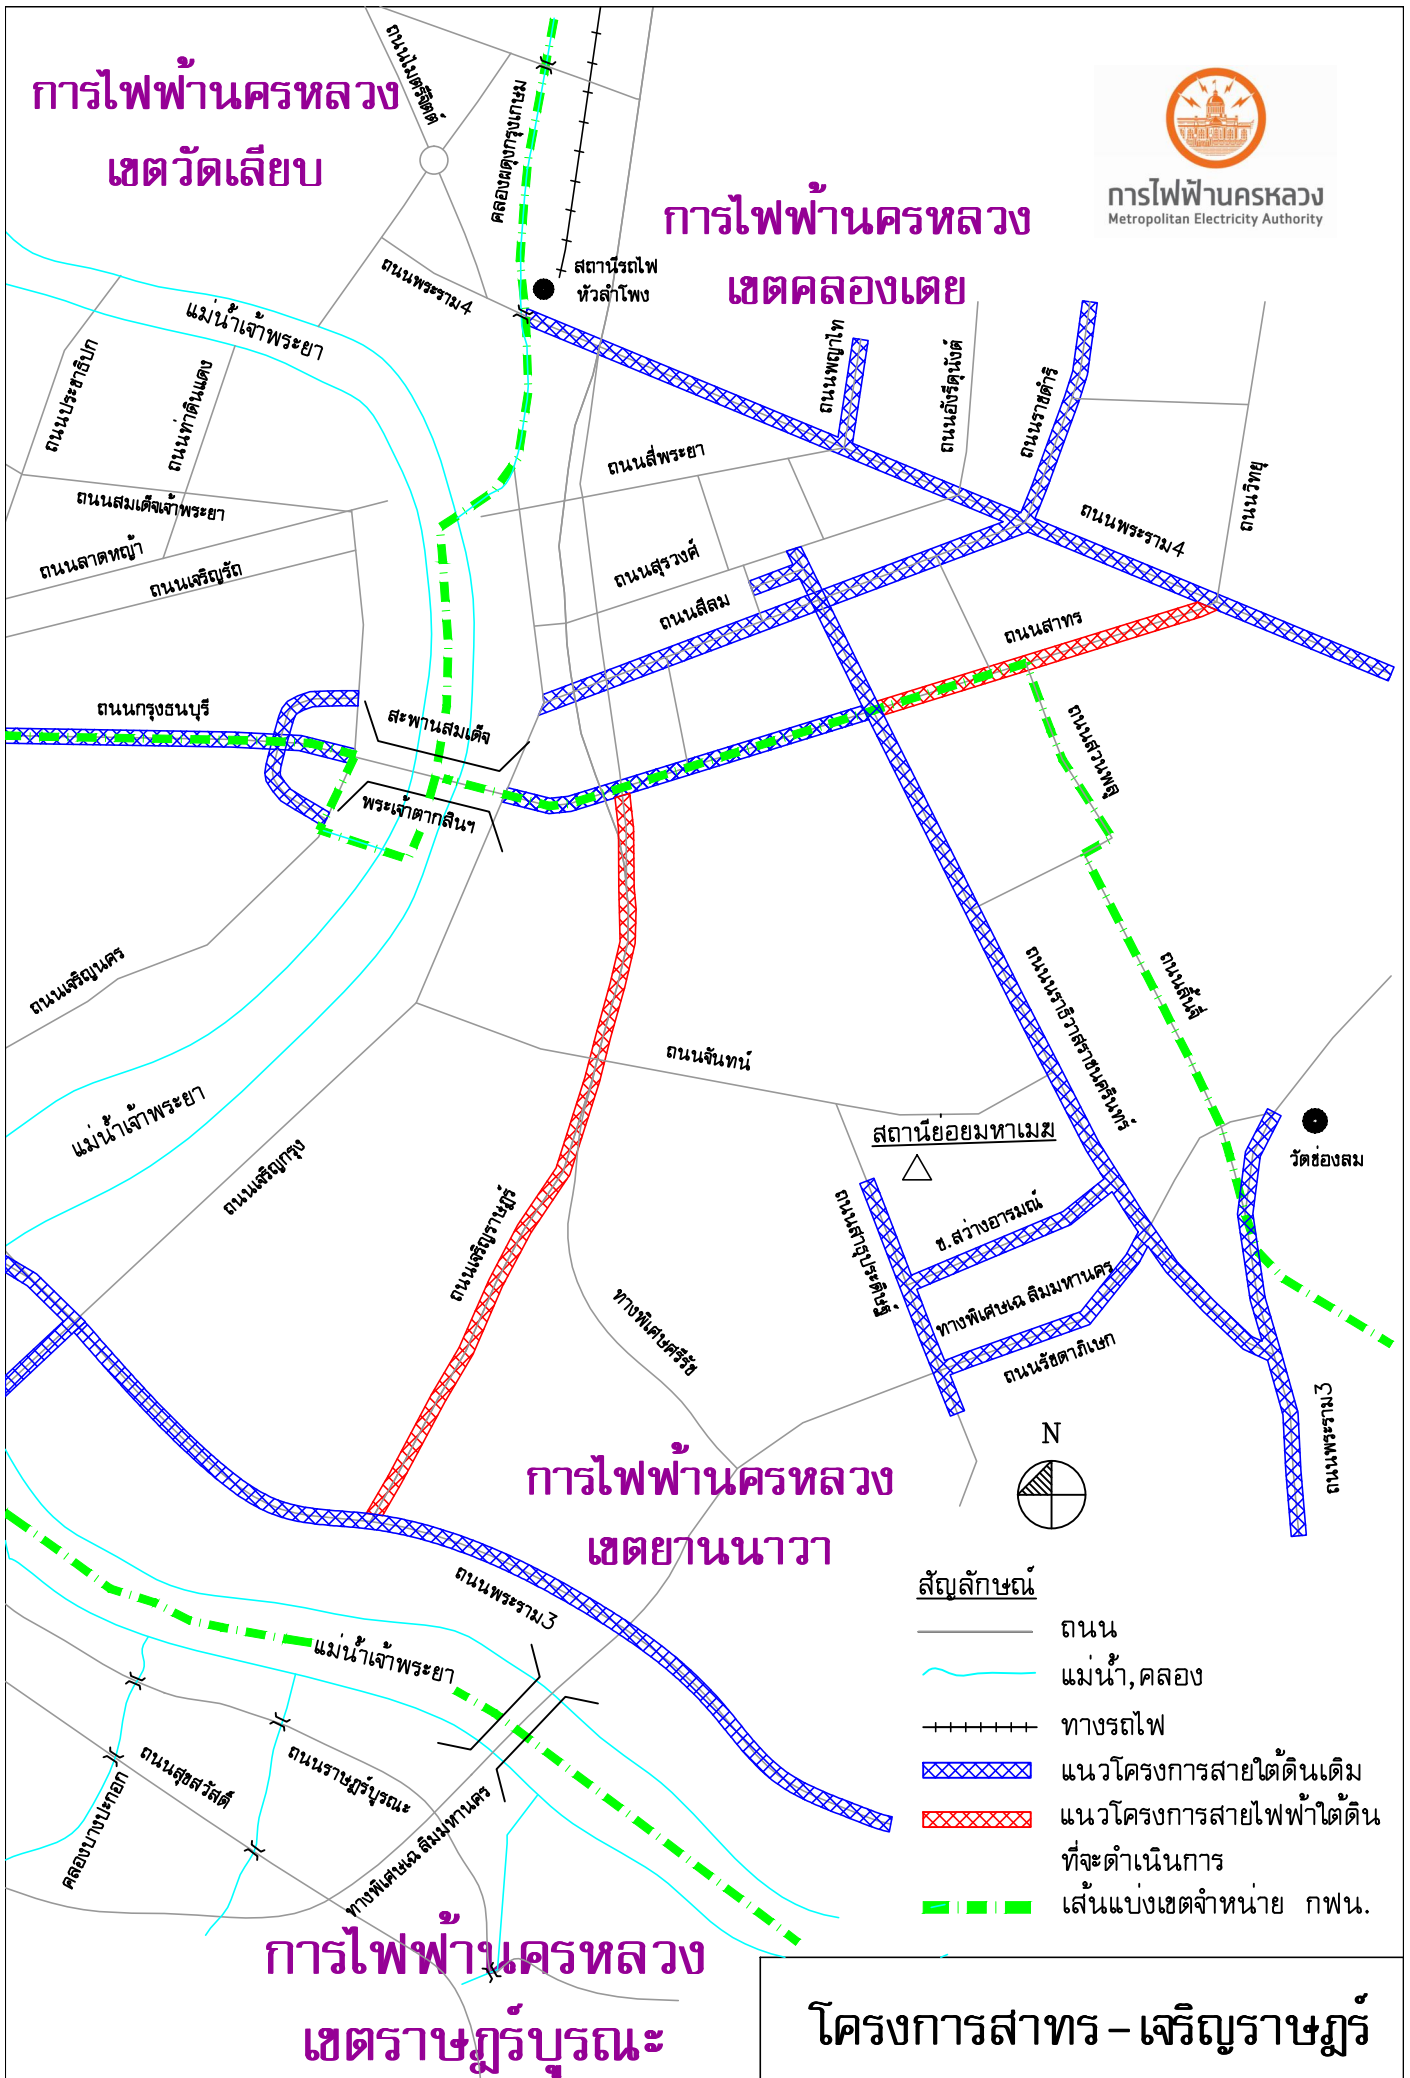 การไฟฟ้านครหลวง
เขตวัดเลียบ
ถนนไมตรีจิตต์
คลองผดุงกรุงเกษม
การไฟฟ้านครหลวง
Metropolitan Electricity Authority
การไฟฟ้านครหลวง
เขตคลองเตย
สถานีรถไฟ
หัวลำโพง
ถนนพระราม4
แม่น้ำเจ้าพระยา
ถนนประชาธิปก
ถนนท่าดินแดง
ถนนพญาไท
ถนนอังรีดูนังต์
ถนนราชดำริ
ถนนวิทยุ
ถนนสี่พระยา
ถนนพระราม4
ถนนสมเด็จเจ้าพระยา
ถนนลาดหญ้า
ถนนเจริญรัถ
ถนนสุรวงศ์
ถนนสีลม
ถนนสาทร
ถนนกรุงธนบุรี
สะพานสมเด็จ
พระเจ้าตากสินฯ
ถนนสวนพลู
ถนนเจริญนคร
ถนนนราธิวาสราชนครินทร์
ถนนลิ้นจี่
ถนนจันทน์
แม่น้ำเจ้าพระยา
ถนนเจริญกรุง
สถานีย่อยมหาเมฆ
วัดช่องลม
ถนนเจริญราษฎร์
ถนนสาธุประดิษฐ์
ซ.สว่างอารมณ์
ทางพิเศษเฉลิมมหานคร
ถนนรัชดาภิเษก
ทางพิเศษศรีรัช
ถนนพระราม3
N
การไฟฟ้านครหลวง
เขตยานนาวา
ถนนพระราม3
แม่น้ำเจ้าพระยา
สัญลักษณ์
ถนน
แม่น้ำ,คลอง
ทางรถไฟ
แนวโครงการสายใต้ดินเดิม
แนวโครงการสายไฟฟ้าใต้ดิน
ที่จะดำเนินการ
เส้นแบ่งเขตจำหน่าย กฟน.
ถนนสุขสวัสดิ์
ถนนราษฎร์บูรณะ
คลองบางปะกอก
ทางพิเศษเฉลิมมหานคร
การไฟฟ้านครหลวง
เขตราษฎร์บูรณะ
โครงการสาทร–เจริญราษฎร์